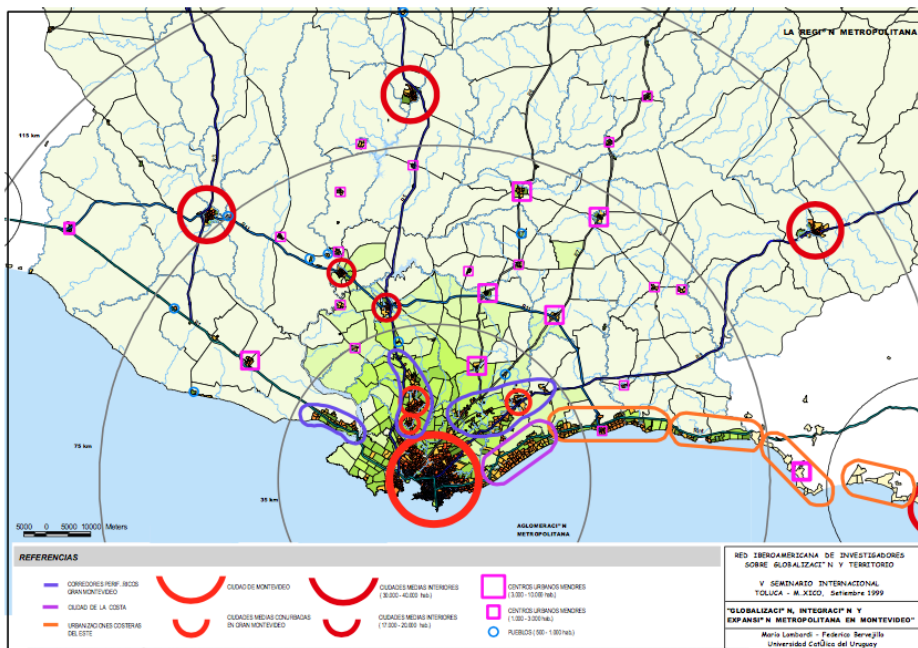 LA REGI"N METROPOLITANA
115 km
75 km
35 km
5000 0 5000 10000 Meters
AGLOMERACI"N
METROPOLITANA
REFERENCIAS
CORREDORES PERIF..RICOS
GRAN MONTEVIDEO
CIUDAD DE LA COSTA
URBANIZACIONES COSTERAS
DEL ESTE
CIUDAD DE MONTEVIDEO
CIUDADES MEDIAS CONURBADAS
EN GRAN MONTEVIDEO
CIUDADES MEDIAS INTERIORES
( 30.000 - 40.000 hab.)
CIUDADES MEDIAS INTERIORES
( 17.000 - 20.000 hab.)
CENTROS URBANOS MENORES
(3.000 - 10.000 hab.)
CENTROS URBANOS MENORES
( 1.000 - 3.000 hab.)
PUEBLOS ( 500 - 1.000 hab.)
RED IBEROAMERICANA DE INVESTIGADORES
SOBRE GLOBALIZACI"N Y TERRITORIO
V SEMINARIO INTERNACIONAL
TOLUCA - M.XICO, Setiembre 1999
"GLOBALIZACI"N, INTEGRACI"N Y
EXPANSI"N METROPOLITANA EN MONTEVIDEO"
Mario Lombardi - Federico Bervejillo
Universidad CatÛlica del Uruguay